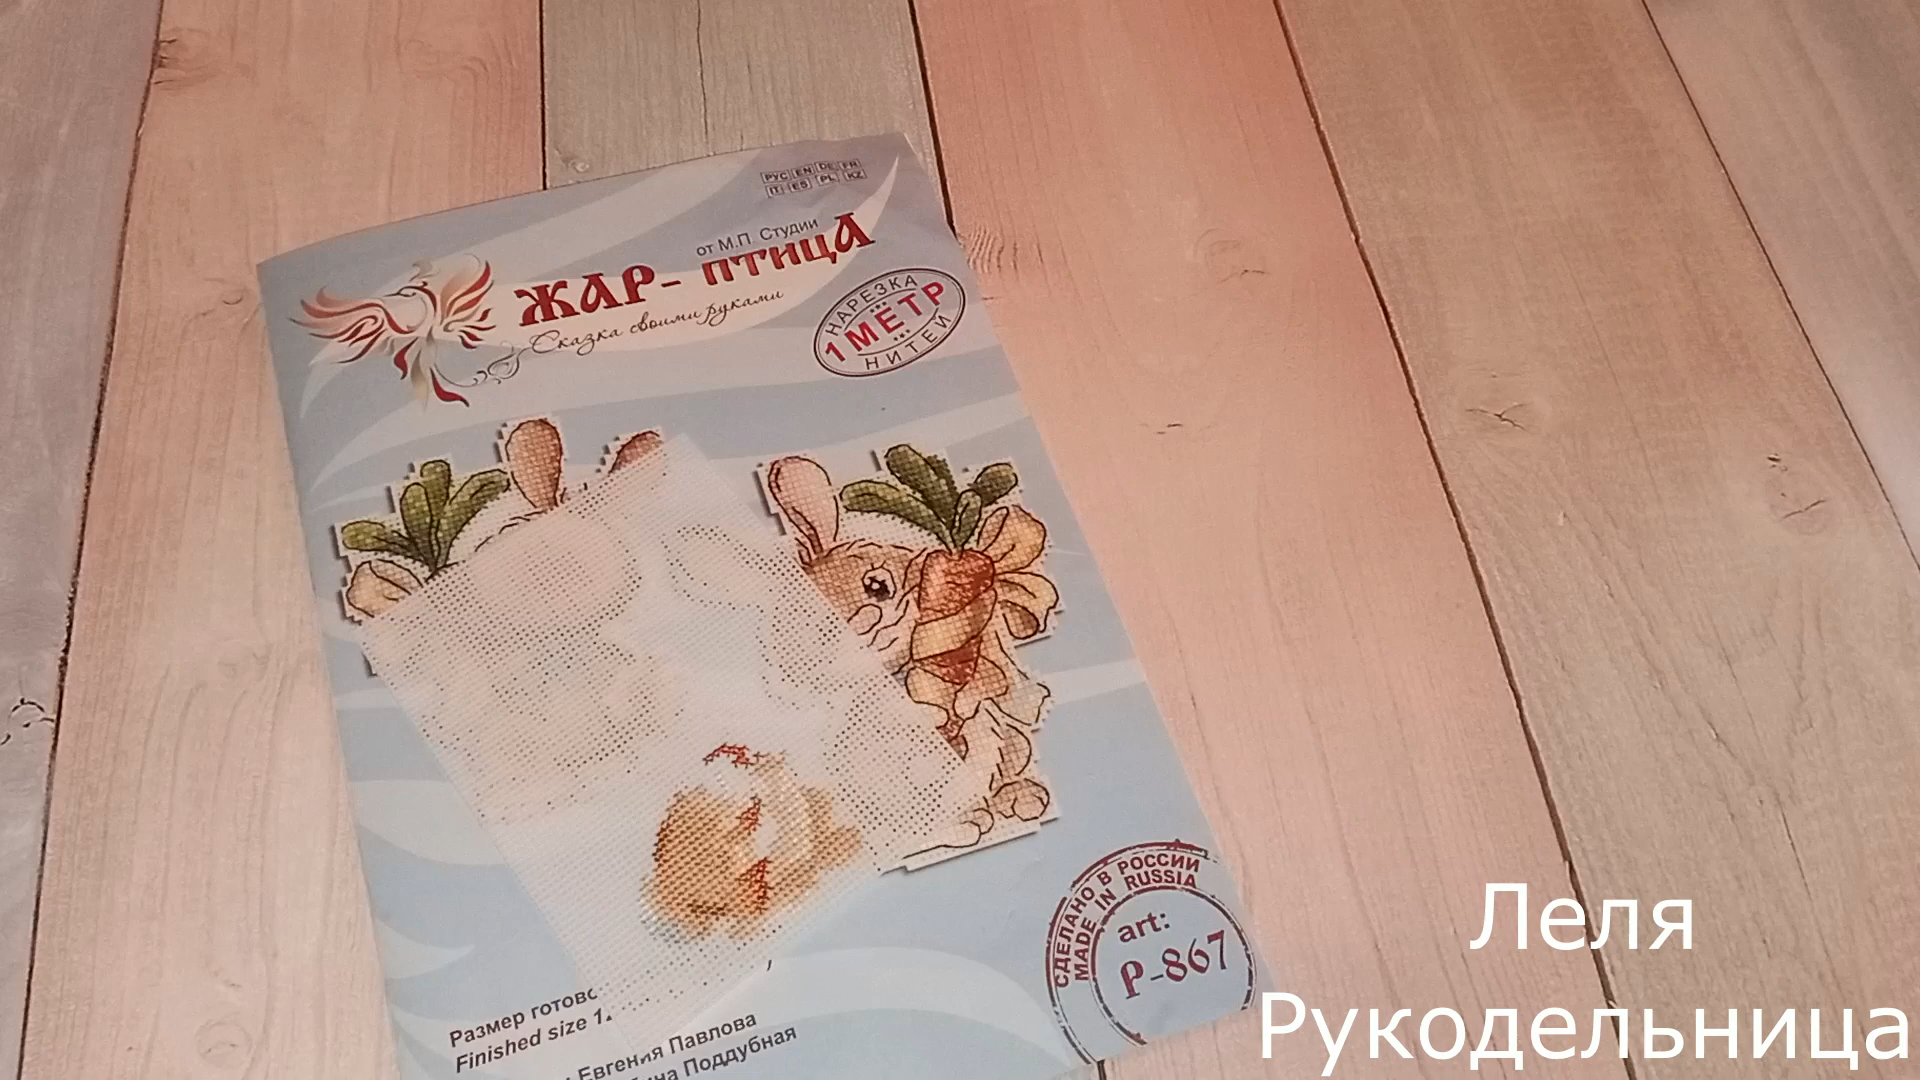 РУС EN DE FR
IT ES PL KZ
от М.П. Студии
ЖАР-ПТИЦА
Сказка своими руками
НАРЕЗКА
1 МЕТР
НИТЕЙ
Размер готовс
Finished size 1
Евгения Павлова
Поддубная
СДЕЛАНО В РОССИИ
MADE IN RUSSIA
art:
Р-867
Леля
Рукодельница